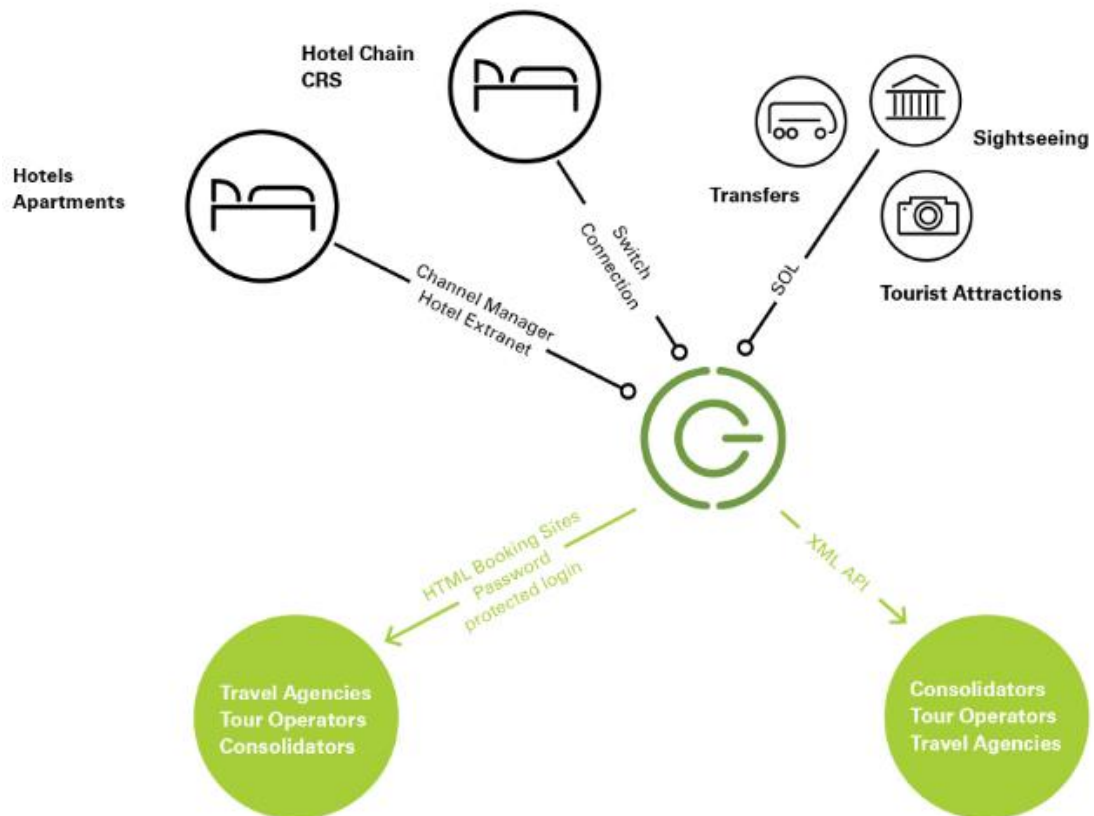 Hotel Chain
CRS
Hotels
Apartments
Transfers
Sightseeing
Tourist Attractions
Channel Manager
Hotel Extranet
Switch
Connection
SOL
HTML Booking Sites
Password
protected login
XML API
Travel Agencies
Tour Operators
Consolidators
Consolidators
Tour Operators
Travel Agencies